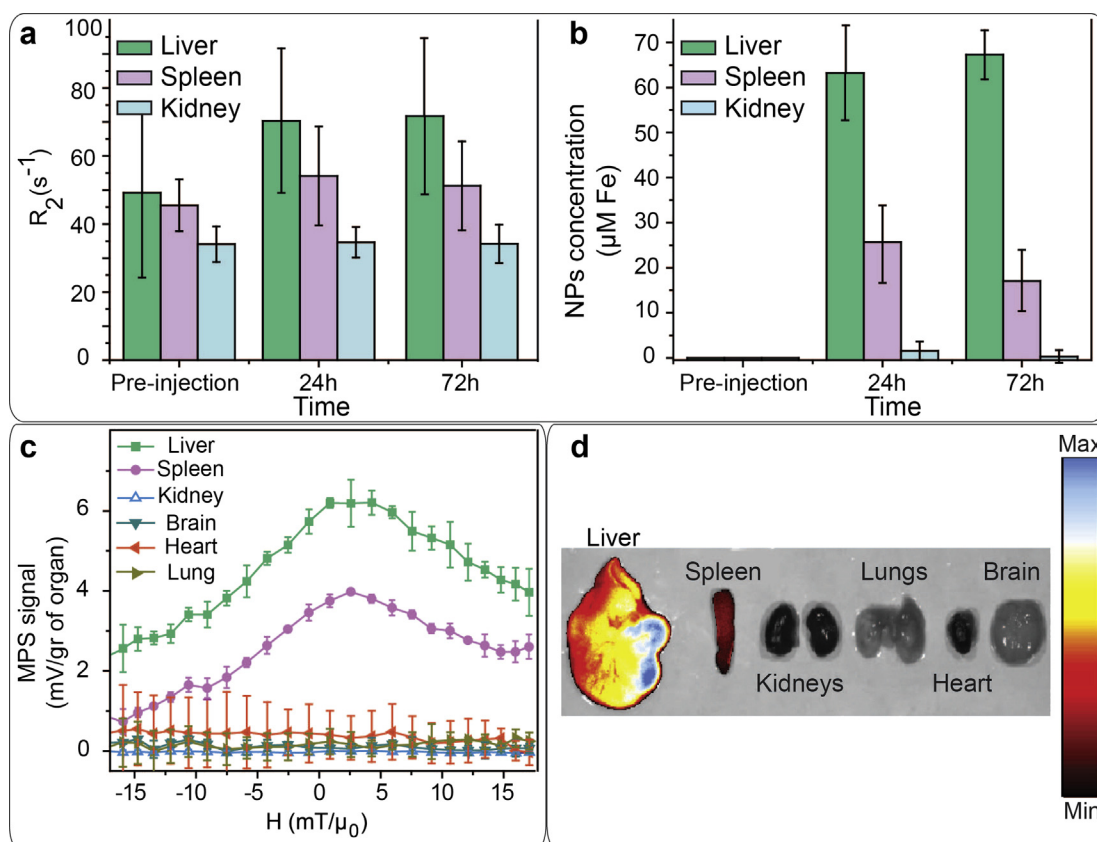 a
100
80
60
40
20
0
R2(s-1)
Liver
Spleen
Kidney
Pre-injection 24h 72h
Time
b
70
60
50
40
30
20
10
0
NPs concentration
(µM Fe)
Liver
Spleen
Kidney
Pre-injection 24h 72h
Time
c
6
4
2
0
MPS signal
(mV/gr of organ)
Liver
Spleen
Kidney
Brain
Heart
Lung
-15 -10 -5 0 5 10 15
H (mT/µ0)
d
Liver
Spleen
Kidneys
Lungs
Heart
Brain
Max
Min